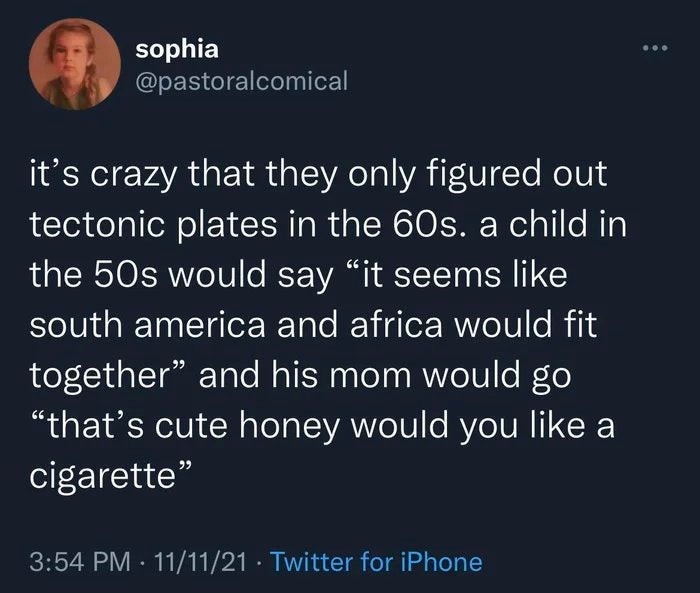 sophia
@pastoralcomical
it’s crazy that they only figured out
tectonic plates in the 60s. a child in
the 50s would say “it seems like
south america and africa would fit
together” and his mom would go
“that’s cute honey would you like a
cigarette”
3:54 PM · 11/11/21 · Twitter for iPhone